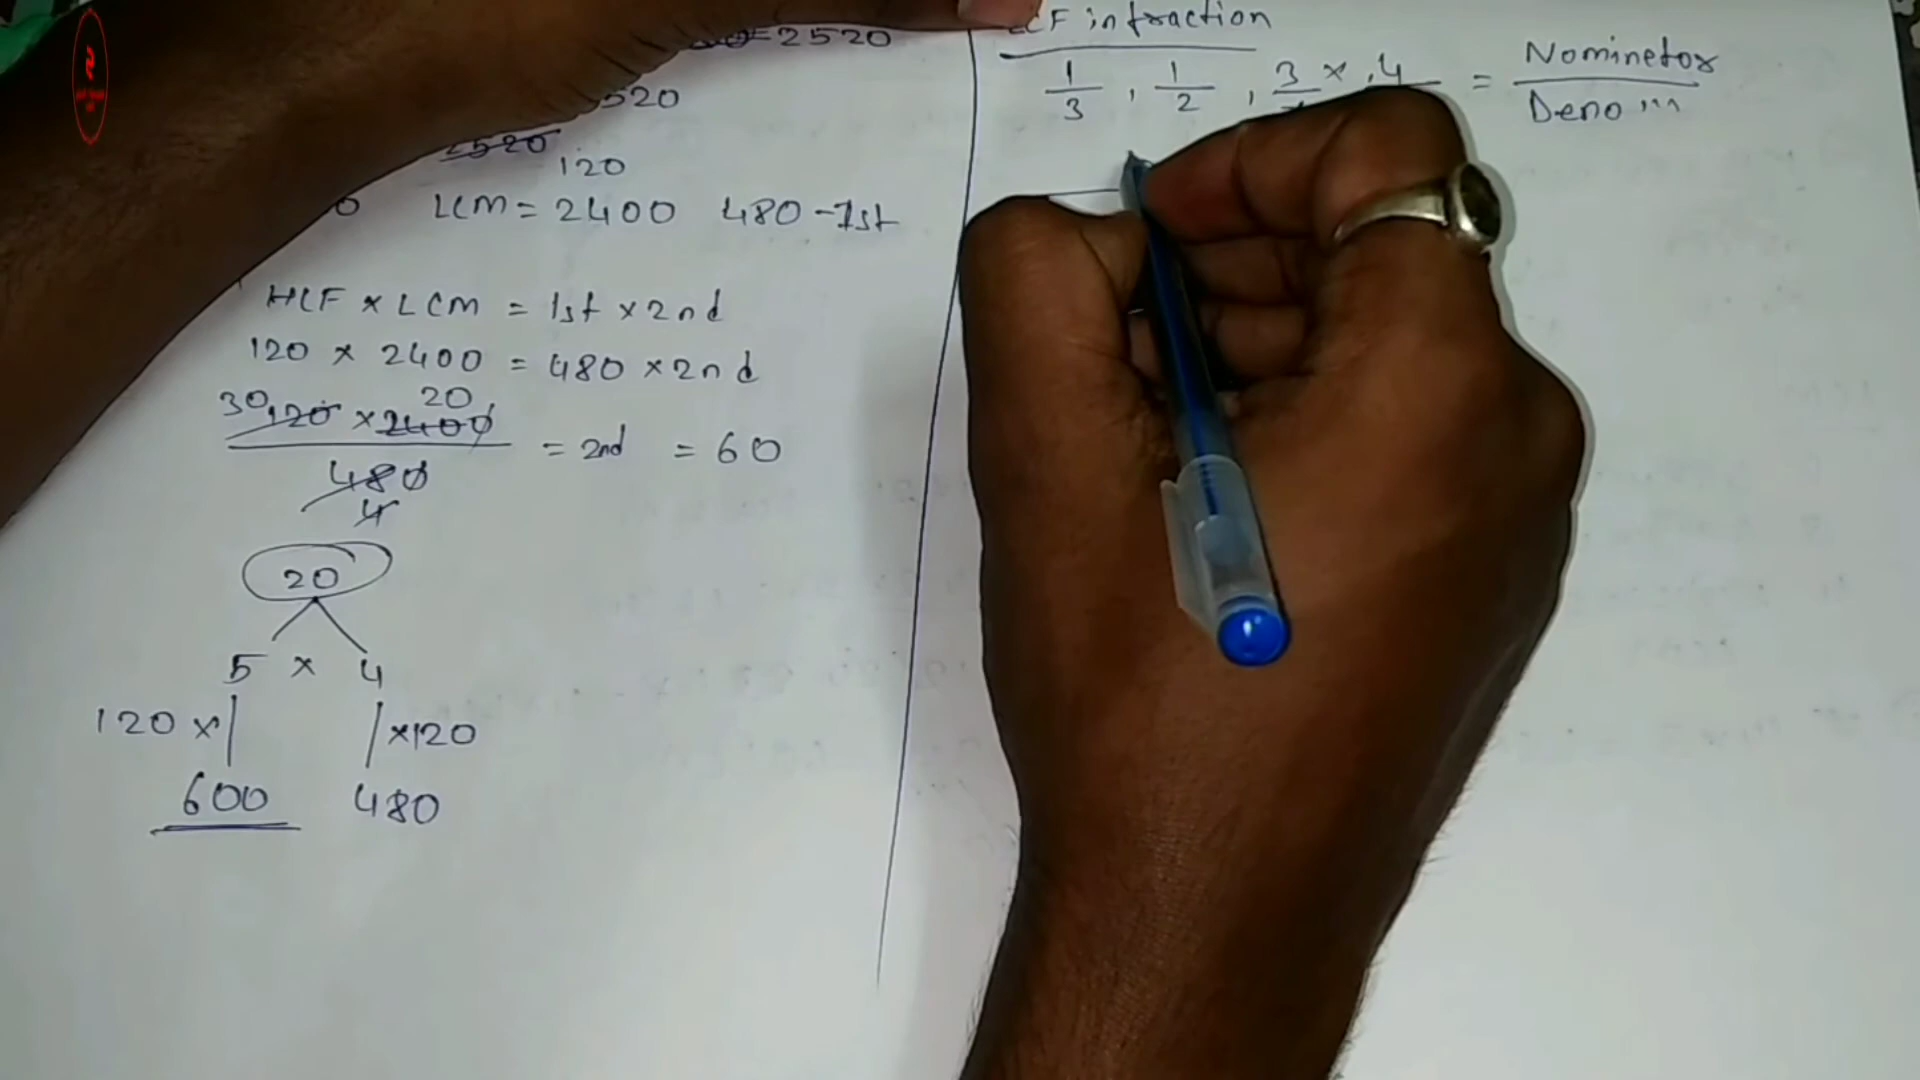 2520
520
2520
120
LCM = 2400 480 - 1st
HCF × LCM = 1st × 2nd
120 × 2400 = 480 × 2nd
30 20
120 × 2400
= 2nd = 60
480
4
20
5 × 4
120 × ×120
600 480
CF in fraction
1/3 , 1/2 , 3 × 4 = Nominetor
Deno